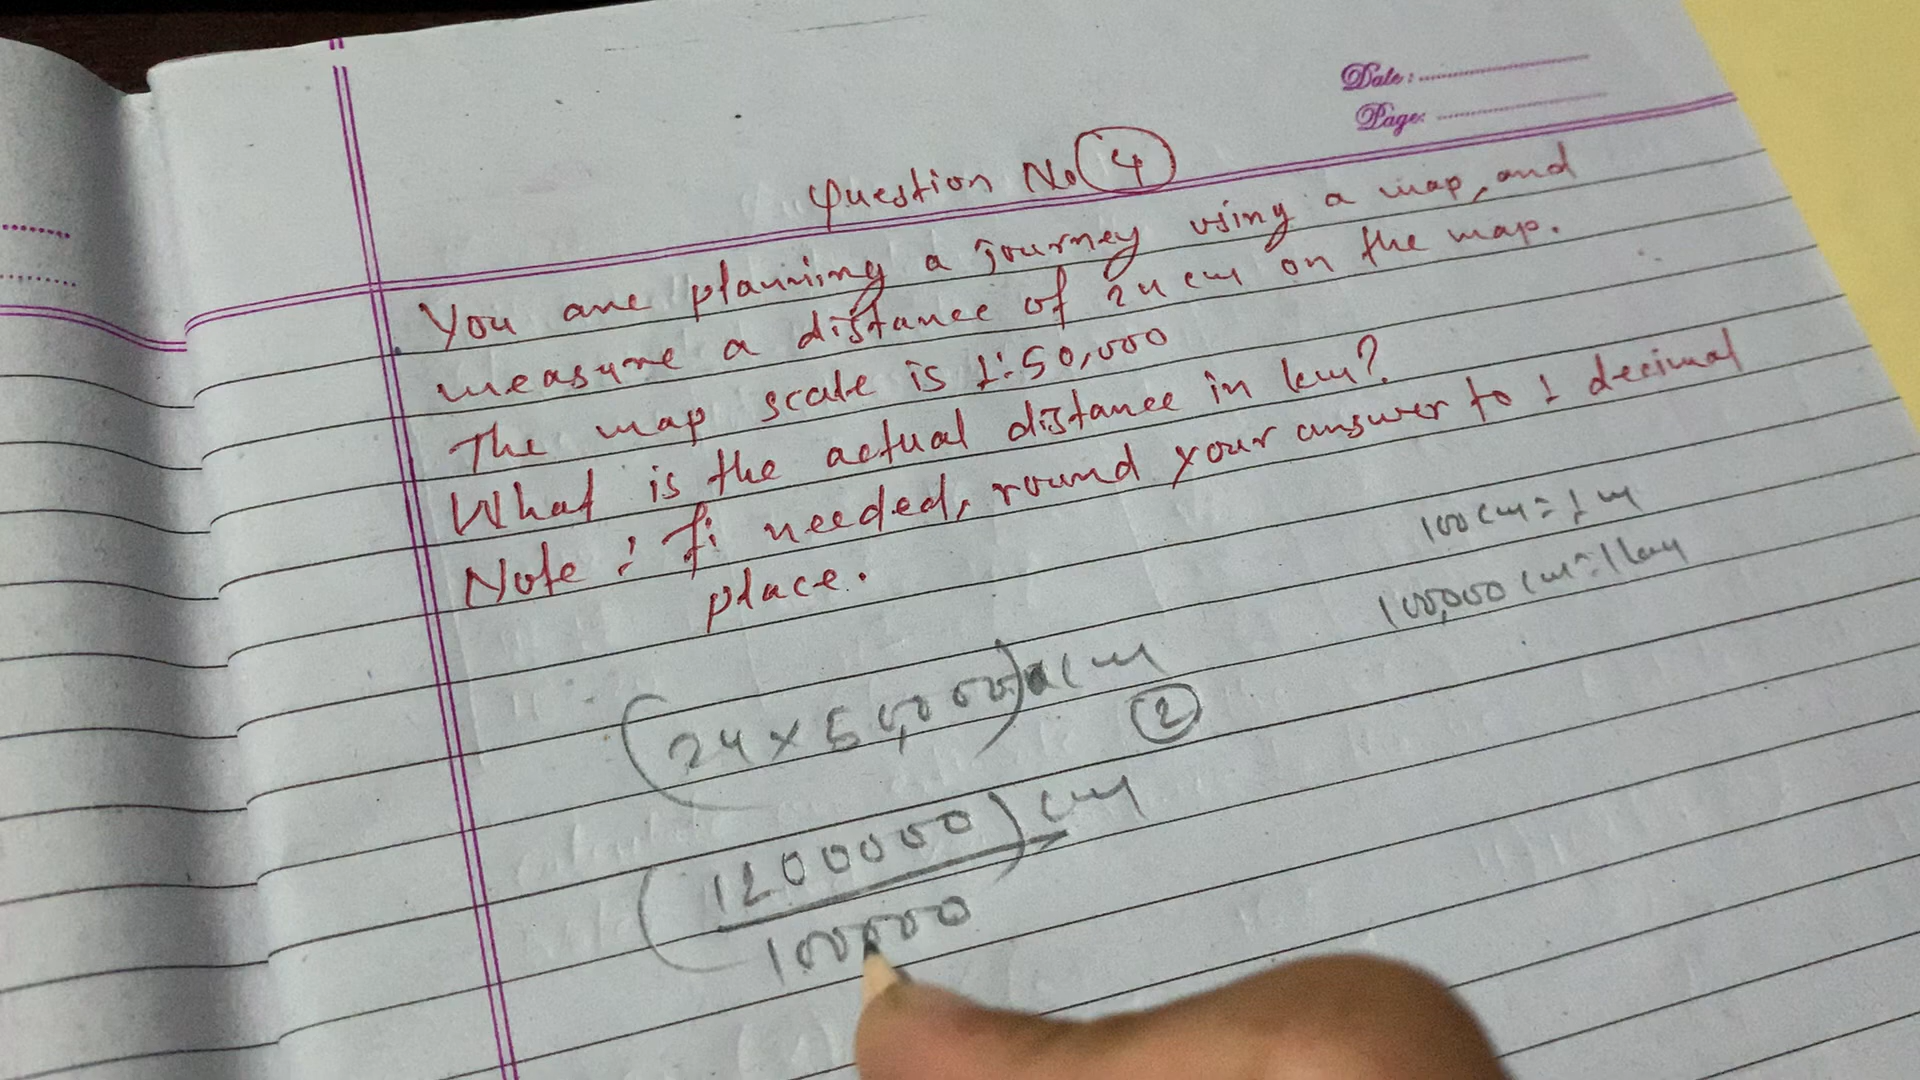 Date:
Page:
Question No 4
You are planning a journey using a map, and
measure a distance of 24 cm on the map.
The map scale is 1:50,000
What is the actual distance in km?
Note : If needed, round your answer to 1 decimal
place.
100 cm = 1 m
100,000 cm = 1 km
(24 × 50,000) cm
2
(1200000) cm
100000